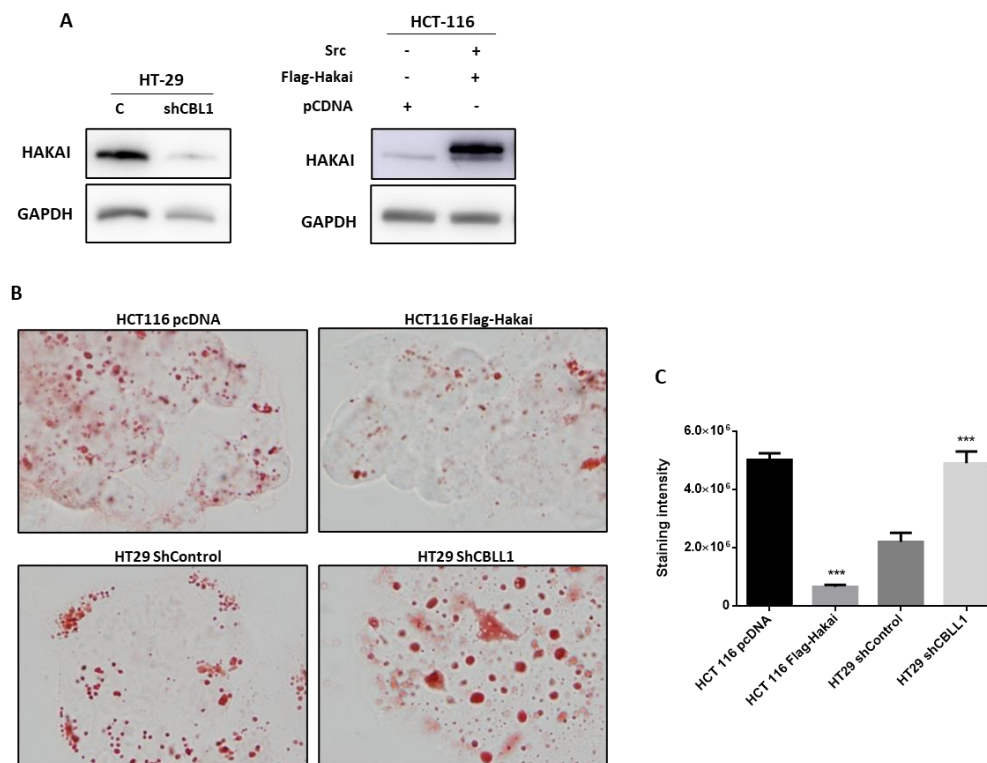 A
HT-29
C shCBL1
HAKAI
GAPDH
HCT-116
Src - +
Flag-Hakai - +
pCDNA + -
HAKAI
GAPDH
B
HCT116 pcDNA
HCT116 Flag-Hakai
HT29 ShControl
HT29 ShCBLL1
C
Staining intensity
6.0×10⁶
4.0×10⁶
2.0×10⁶
0
***
***
HCT 116 pcDNA
HCT 116 Flag-Hakai
HT29 shControl
HT29 shCBLL1